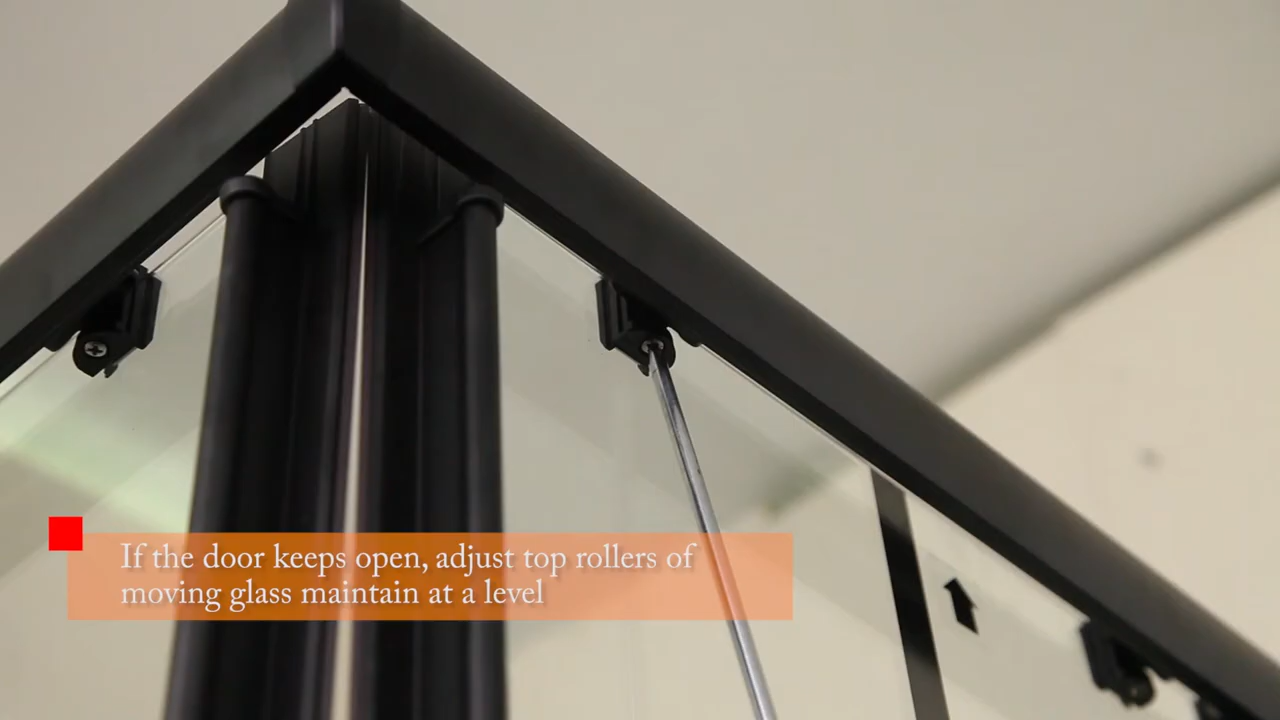 If the door keeps open, adjust top rollers of
moving glass maintain at a level